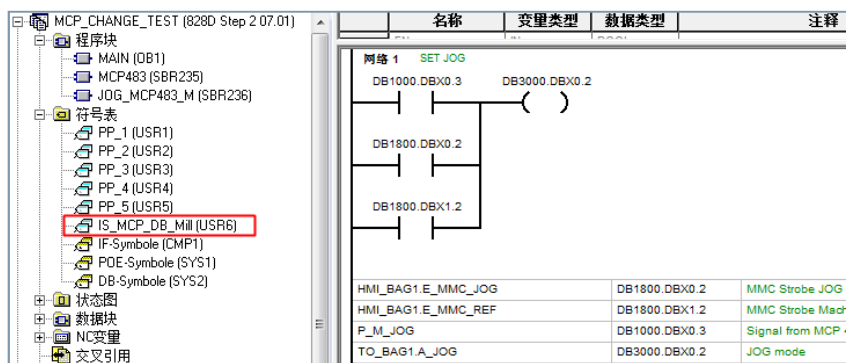 MCP_CHANGE_TEST (828D Step 2 07.01)
程序块
MAIN (OB1)
MCP483 (SBR235)
JOG_MCP483_M (SBR236)
符号表
PP_1 (USR1)
PP_2 (USR2)
PP_3 (USR3)
PP_4 (USR4)
PP_5 (USR5)
IS_MCP_DB_Mill (USR6)
IF-Symbole (CMP1)
POE-Symbole (SYS1)
DB-Symbole (SYS2)
状态图
数据块
NC变量
交叉引用
名称 变量类型 数据类型 注释
网络 1 SET JOG
DB1000.DBX0.3 DB3000.DBX0.2
DB1800.DBX0.2
DB1800.DBX1.2
HMI_BAG1.E_MMC_JOG DB1800.DBX0.2 MMC Strobe JOG
HMI_BAG1.E_MMC_REF DB1800.DBX1.2 MMC Strobe Mach
P_M_JOG DB1000.DBX0.3 Signal from MCP
TO_BAG1.A_JOG DB3000.DBX0.2 JOG mode